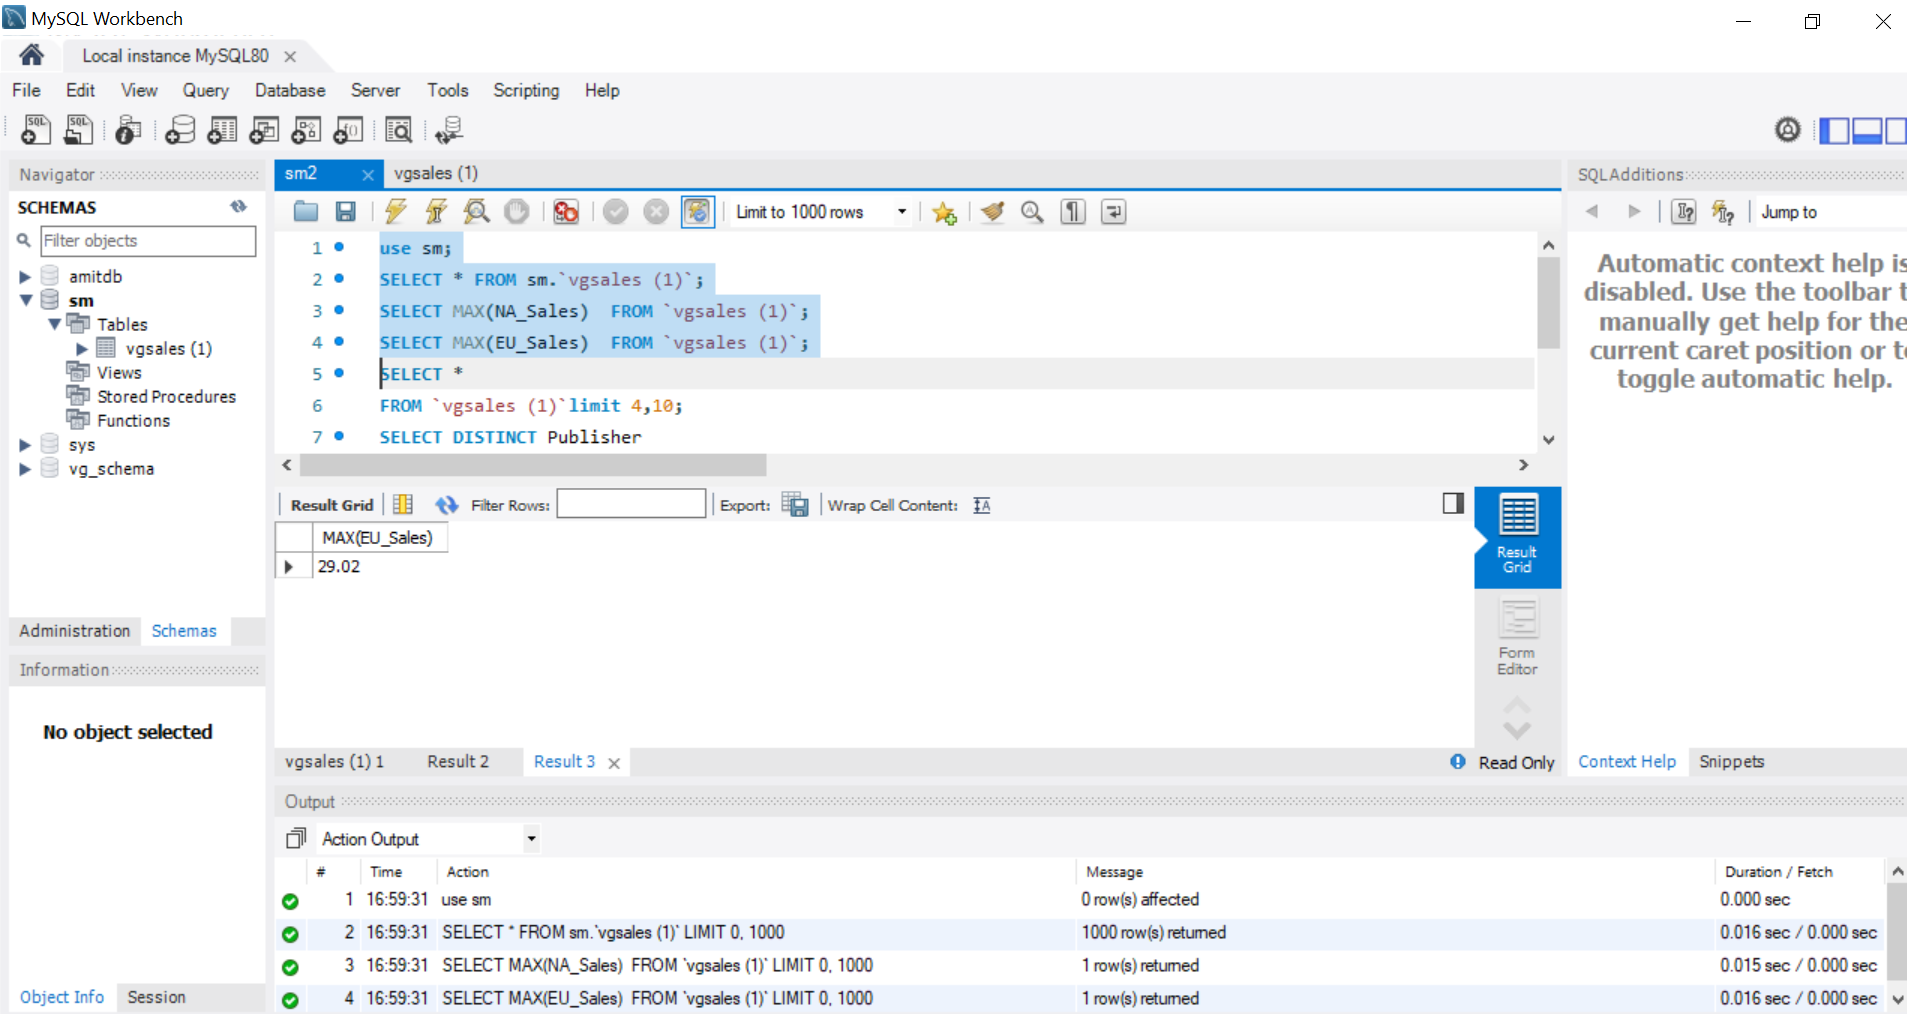 MySQL Workbench
Local instance MySQL80
File Edit View Query Database Server Tools Scripting Help
Navigator
SCHEMAS
Filter objects
amitdb
sm
Tables
vgsales (1)
Views
Stored Procedures
Functions
sys
vg_schema
Administration Schemas
Information
No object selected
Object Info Session
sm2 vgsales (1)
Limit to 1000 rows
1 use sm;
2 SELECT * FROM sm.`vgsales (1)`;
3 SELECT MAX(NA_Sales)  FROM `vgsales (1)`;
4 SELECT MAX(EU_Sales)  FROM `vgsales (1)`;
5 SELECT *
6 FROM `vgsales (1)`limit 4,10;
7 SELECT DISTINCT Publisher
Result Grid Filter Rows: Export: Wrap Cell Content:
MAX(EU_Sales)
29.02
Result
Grid
Form
Editor
vgsales (1) 1 Result 2 Result 3 Read Only
SQLAdditions
Jump to
Automatic context help is
disabled. Use the toolbar t
manually get help for the
current caret position or to
toggle automatic help.
Context Help Snippets
Output
Action Output
# Time Action Message Duration / Fetch
1 16:59:31 use sm 0 row(s) affected 0.000 sec
2 16:59:31 SELECT * FROM sm.`vgsales (1)` LIMIT 0, 1000 1000 row(s) returned 0.016 sec / 0.000 sec
3 16:59:31 SELECT MAX(NA_Sales)  FROM `vgsales (1)` LIMIT 0, 1000 1 row(s) returned 0.015 sec / 0.000 sec
4 16:59:31 SELECT MAX(EU_Sales)  FROM `vgsales (1)` LIMIT 0, 1000 1 row(s) returned 0.016 sec / 0.000 sec